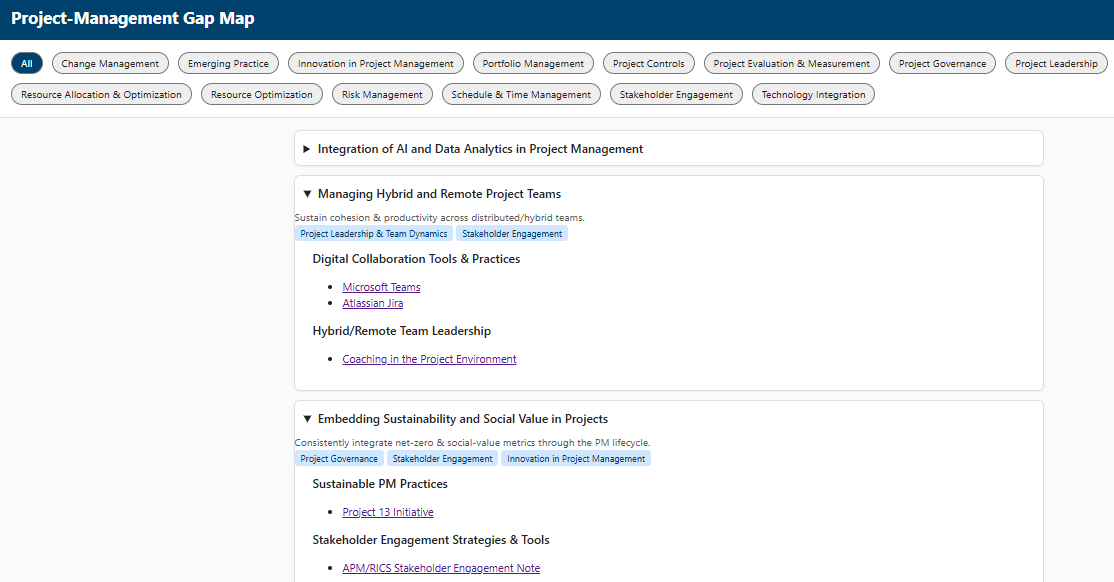 Project-Management Gap Map
All Change Management Emerging Practice Innovation in Project Management Portfolio Management Project Controls Project Evaluation & Measurement Project Governance Project Leadership
Resource Allocation & Optimization Resource Optimization Risk Management Schedule & Time Management Stakeholder Engagement Technology Integration
Integration of AI and Data Analytics in Project Management
Managing Hybrid and Remote Project Teams
Sustain cohesion & productivity across distributed/hybrid teams.
Project Leadership & Team Dynamics Stakeholder Engagement
Digital Collaboration Tools & Practices
Microsoft Teams
Atlassian Jira
Hybrid/Remote Team Leadership
Coaching in the Project Environment
Embedding Sustainability and Social Value in Projects
Consistently integrate net-zero & social-value metrics through the PM lifecycle.
Project Governance Stakeholder Engagement Innovation in Project Management
Sustainable PM Practices
Project 13 Initiative
Stakeholder Engagement Strategies & Tools
APM/RICS Stakeholder Engagement Note